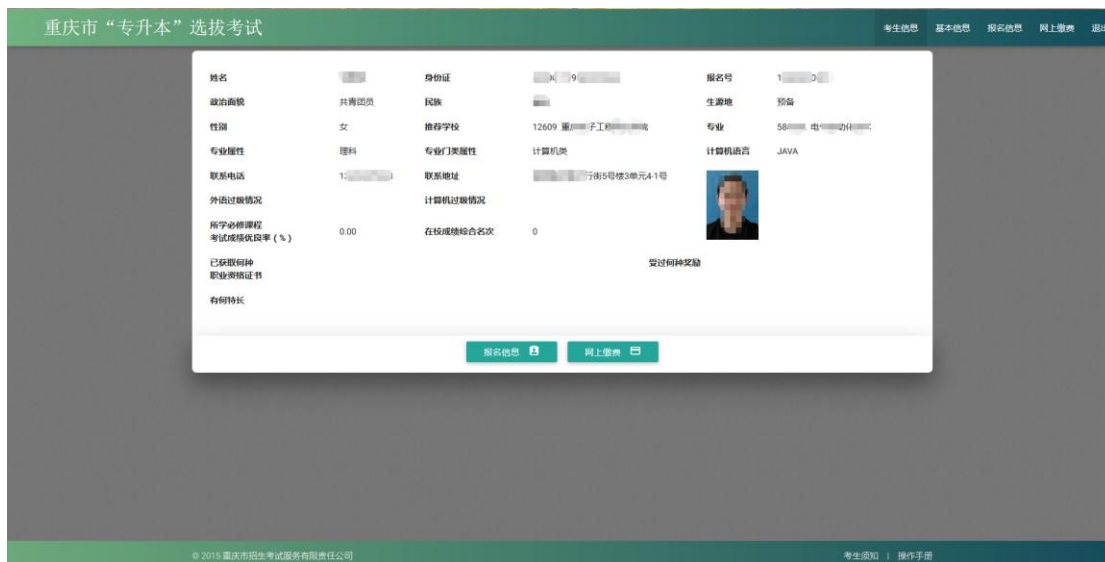 重庆市“专升本”选拔考试
考生信息 基本信息 报名信息 网上缴费 退出
姓名 身份证 报名号
政治面貌 共青团员 民族 生源地 预备
性别 女 推荐学校 12609 专业
专业属性 理科 专业门类属性 计算机类 计算机语言 JAVA
联系电话 联系地址 行街5号楼3单元4-1号
外语过级情况 计算机过级情况
所学必修课程
考试成绩优良率（%） 0.00 在校成绩综合名次 0
已获取何种
职业资格证书 受过何种奖励
有何特长
报名信息 网上缴费
© 2015 重庆市招生考试服务有限责任公司 考生须知 | 操作手册